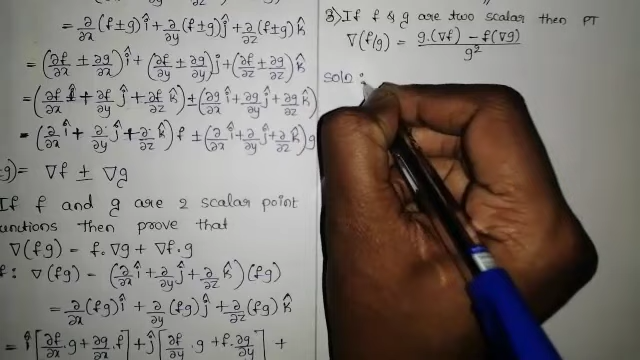 = ∂/∂x (f±g) î + ∂/∂y (f±g) ĵ + ∂/∂z (f±g) k̂
= (∂f/∂x ± ∂g/∂x) î + (∂f/∂y ± ∂g/∂y) j + (∂f/∂z ± ∂g/∂z) k̂
= (∂f/∂x î + ∂f/∂y ĵ + ∂f/∂z k̂) ± (∂g/∂x î + ∂g/∂y ĵ + ∂g/∂z k̂)
= (∂/∂x î + ∂/∂y ĵ + ∂/∂z k̂) f ± (∂/∂x î + ∂/∂y ĵ + ∂/∂z k̂) g
g) = ∇f ± ∇g
If f and g are 2 scalar point
unctions then prove that
∇(fg) = f.∇g + ∇f.g
f: ∇(fg) = (∂/∂x î + ∂/∂y ĵ + ∂/∂z k̂) (fg)
= ∂/∂x (fg) î + ∂/∂y (fg) ĵ + ∂/∂z (fg) k̂
= î [∂f/∂x . g + ∂g/∂x . f] + ĵ [∂f/∂y . g + f . ∂g/∂y] +
3) If f & g are two scalar then PT
∇(f/g) = g.(∇f) - f(∇g) / g²
Soln :